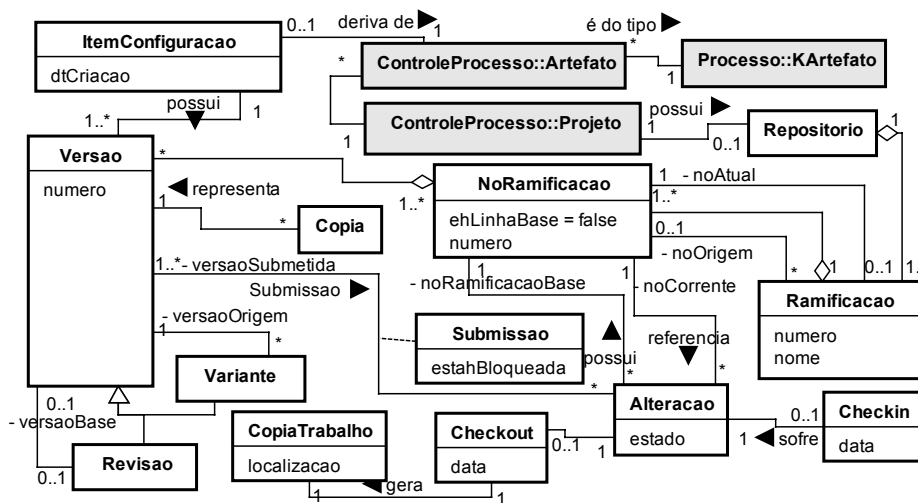 0..1 deriva de 1 é do tipo
ItemConfiguracao
dtCriacao
* ControleProcesso::Artefato * 1 Processo::KArtefato
possui 1
1..*
1 ControleProcesso::Projeto 1 possui 0..1 Repositorio 1
Versao
numero
*
1..*
NoRamificacao
ehLinhaBase = false
numero
1 - noAtual
1..*
representa
1 * Copia
0..1
- noOrigem
* 1 0..1 1..*
1..* - versaoSubmetida
Submissao
1 1
- noRamificacaoBase - noCorrente
Ramificacao
numero
nome
- versaoOrigem
1 *
Submissao
estahBloqueada
possui referencia
Variante
* * *
0..1
- versaoBase
0..1
Revisao
CopiaTrabalho
localizacao
1 gera 1
Checkout
data
0..1 1
Alteracao
estado
0..1
1 sofre
Checkin
data